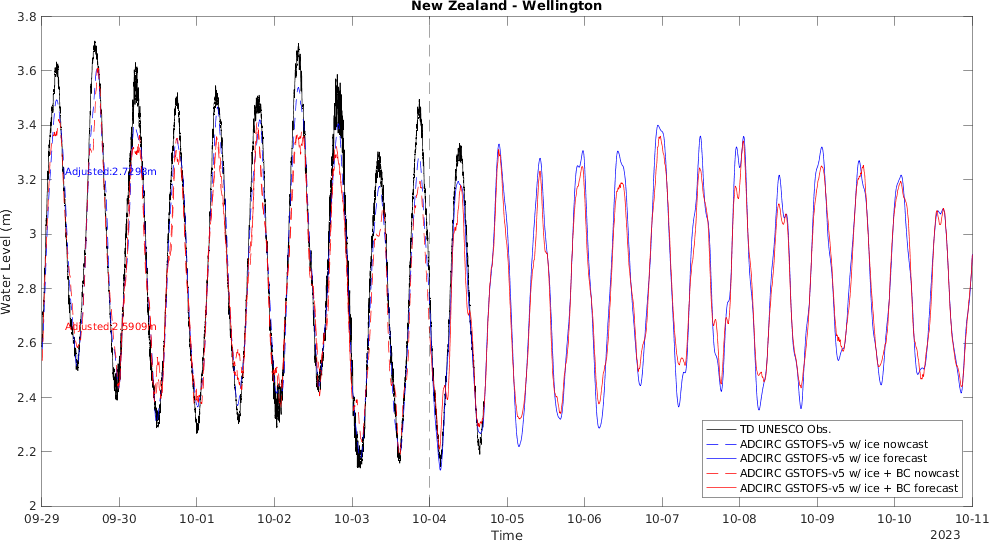 New Zealand - Wellington
3.8
3.6
3.4
3.2
3
2.8
2.6
2.4
2.2
2
Water Level (m)
Adjusted:2.7298m
Adjusted:2.5909m
TD UNESCO Obs.
ADCIRC GSTOFS-v5 w/ ice nowcast
ADCIRC GSTOFS-v5 w/ ice forecast
ADCIRC GSTOFS-v5 w/ ice + BC nowcast
ADCIRC GSTOFS-v5 w/ ice + BC forecast
09-29 09-30 10-01 10-02 10-03 10-04 10-05 10-06 10-07 10-08 10-09 10-10 10-11
Time
2023